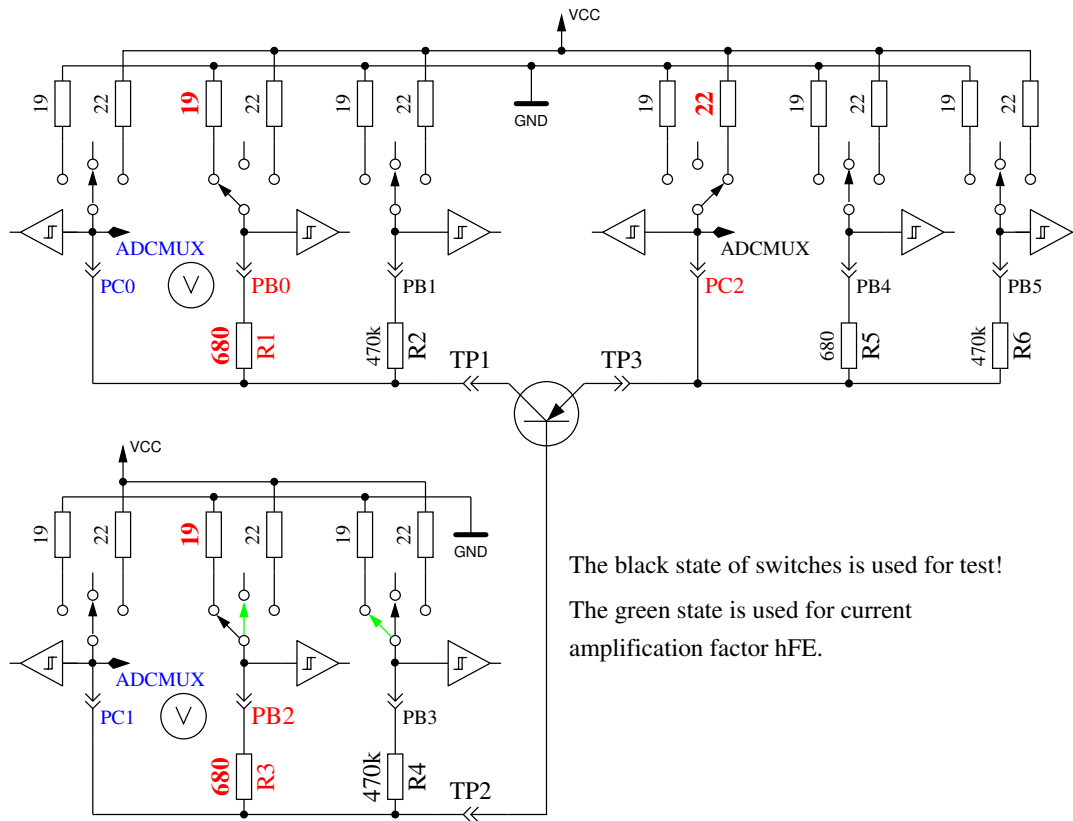 VCC
19
22
19
22
19
22
GND
19
22
19
22
19
22
ADCMUX
ADCMUX
PC0
V
PB0
PB1
PC2
PB4
PB5
680
R1
470k
R2
680
R5
470k
R6
TP1
TP3
VCC
19
22
19
22
19
22
GND
The black state of switches is used for test!
The green state is used for current
amplification factor hFE.
ADCMUX
PC1
V
PB2
PB3
680
R3
470k
R4
TP2